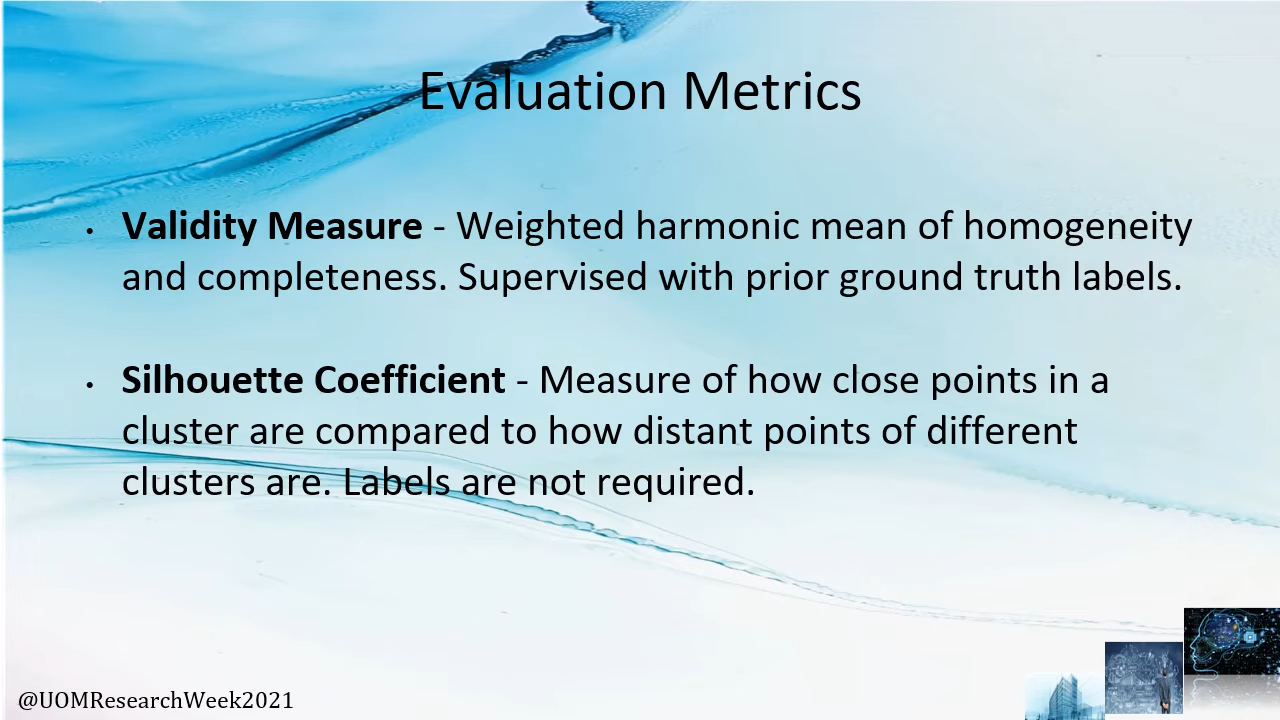 Evaluation Metrics
• Validity Measure - Weighted harmonic mean of homogeneity
and completeness. Supervised with prior ground truth labels.
• Silhouette Coefficient - Measure of how close points in a
cluster are compared to how distant points of different
clusters are. Labels are not required.
@UOMResearchWeek2021